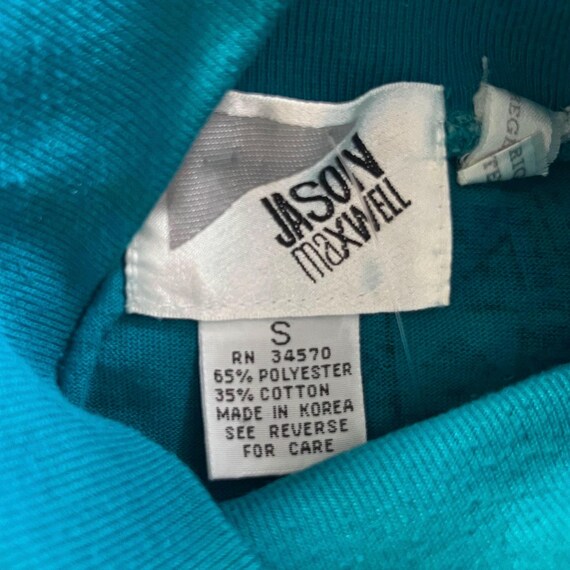 JASON
maxWELL
S
RN 34570
65% POLYESTER
35% COTTON
MADE IN KOREA
SEE REVERSE
FOR CARE